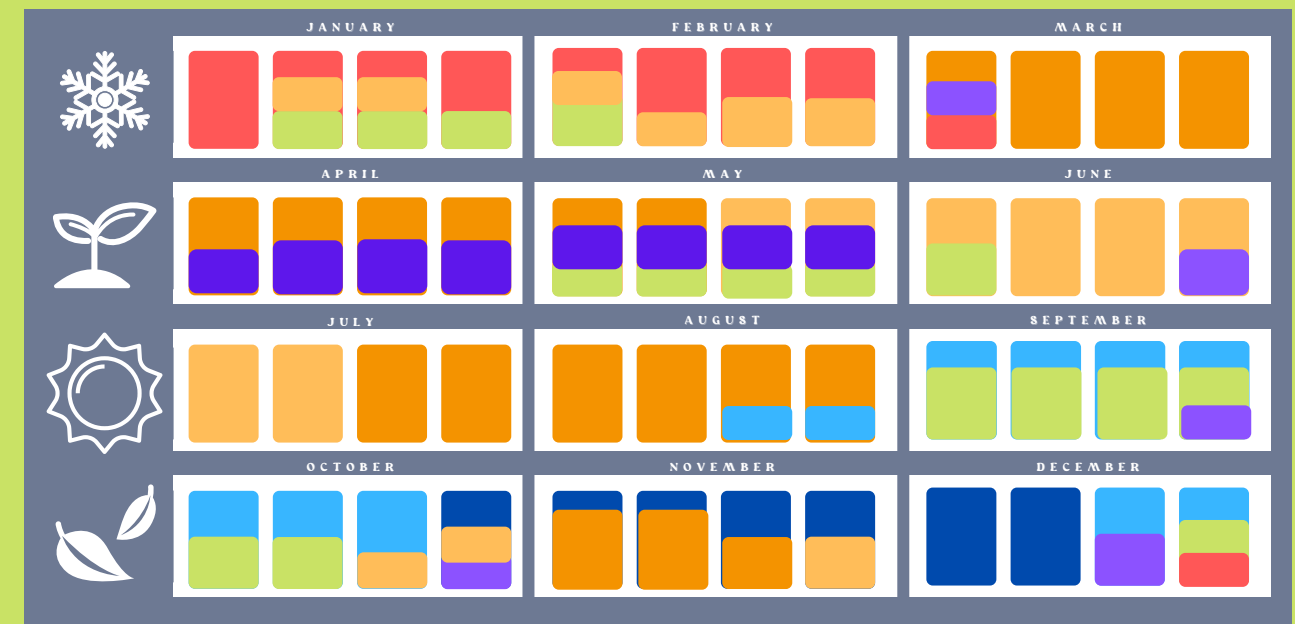 JANUARY
FEBRUARY
MARCH
APRIL
MAY
JUNE
JULY
AUGUST
SEPTEMBER
OCTOBER
NOVEMBER
DECEMBER